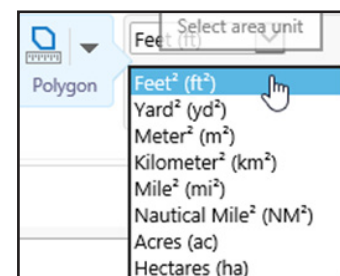 Select area unit
Feet (ft)
Polygon
Feet² (ft²)
Yard² (yd²)
Meter² (m²)
Kilometer² (km²)
Mile² (mi²)
Nautical Mile² (NM²)
Acres (ac)
Hectares (ha)